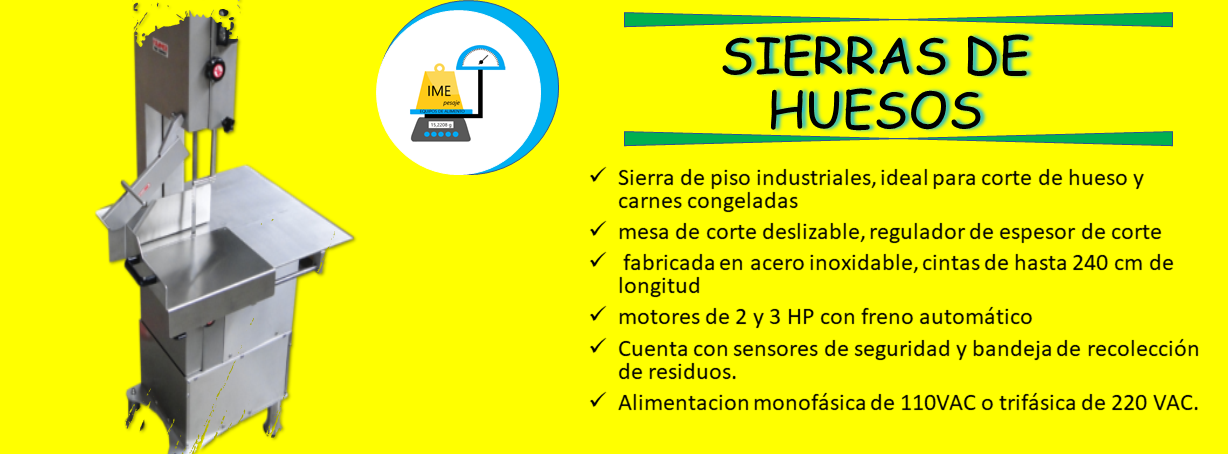 IME
pesaje
15,2208 g
SIERRAS DE
HUESOS
Sierra de piso industriales, ideal para corte de hueso y
carnes congeladas
mesa de corte deslizable, regulador de espesor de corte
fabricada en acero inoxidable, cintas de hasta 240 cm de
longitud
motores de 2 y 3 HP con freno automático
Cuenta con sensores de seguridad y bandeja de recolección
de residuos.
Alimentacion monofásica de 110VAC o trifásica de 220 VAC.